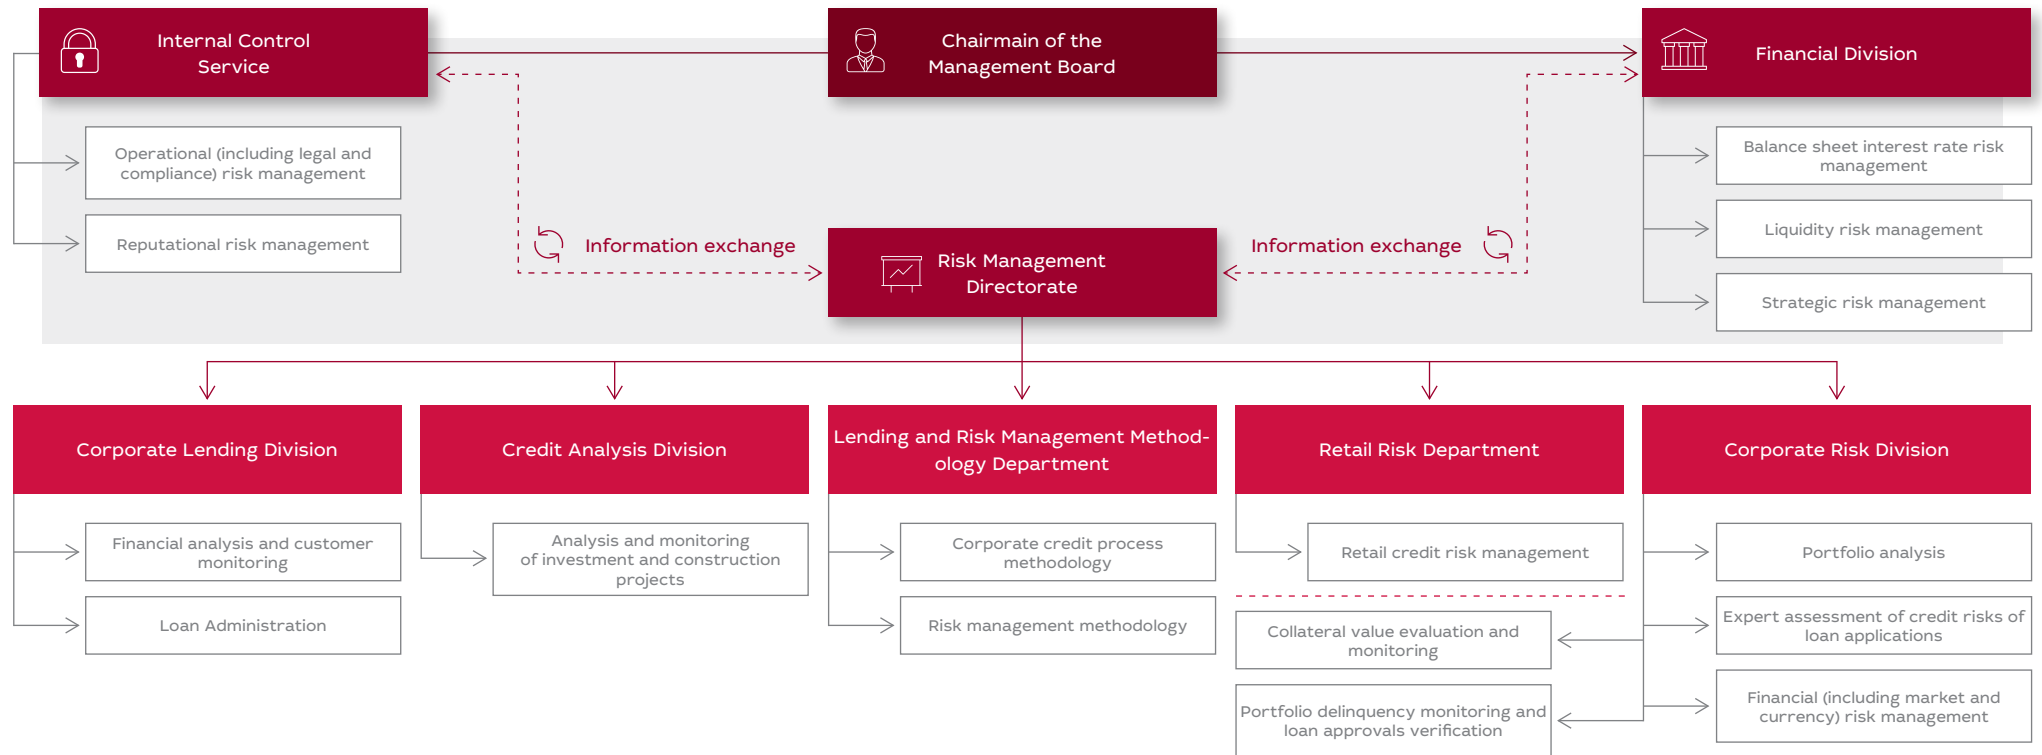 Internal Control
Service
Chairmain of the
Management Board
Financial Division
Operational (including legal and
compliance) risk management
Reputational risk management
Balance sheet interest rate risk
management
Liquidity risk management
Strategic risk management
Information exchange
Information exchange
Risk Management
Directorate
Corporate Lending Division
Credit Analysis Division
Lending and Risk Management Method-
ology Department
Retail Risk Department
Corporate Risk Division
Financial analysis and customer
monitoring
Loan Administration
Analysis and monitoring
of investment and construction
projects
Corporate credit process
methodology
Risk management methodology
Retail credit risk management
Collateral value evaluation and
monitoring
Portfolio delinquency monitoring and
loan approvals verification
Portfolio analysis
Expert assessment of credit risks of
loan applications
Financial (including market and
currency) risk management